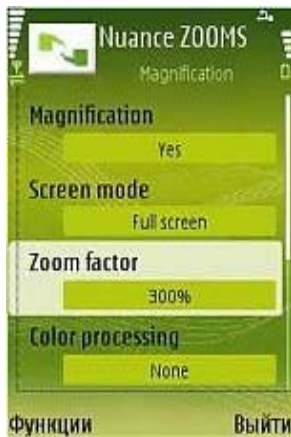 Nuance ZOOMS
Magnification
Magnification
Yes
Screen mode
Full screen
Zoom factor
300%
Color processing
None
Функции Выйти